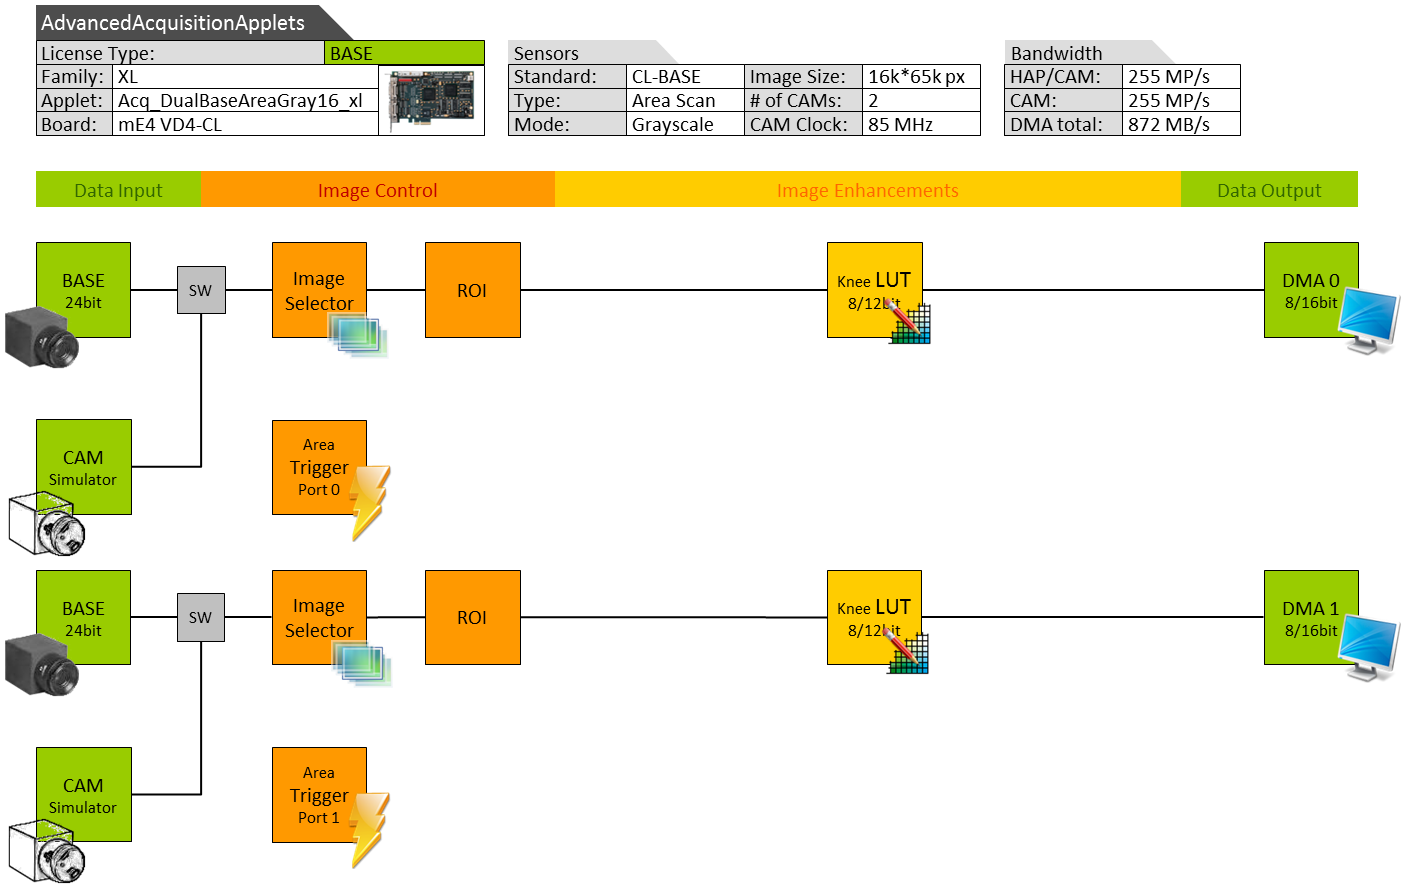 AdvancedAcquisitionApplets
License Type: BASE
Family: XL
Applet: Acq_DualBaseAreaGray16_xl
Board: mE4 VD4-CL
Sensors
Standard: CL-BASE Image Size: 16k*65k px
Type: Area Scan # of CAMs: 2
Mode: Grayscale CAM Clock: 85 MHz
Bandwidth
HAP/CAM: 255 MP/s
CAM: 255 MP/s
DMA total: 872 MB/s
Data Input Image Control Image Enhancements Data Output
BASE
24bit
SW
Image
Selector
ROI
Knee LUT
8/12bit
DMA 0
8/16bit
CAM
Simulator
Area
Trigger
Port 0
BASE
24bit
SW
Image
Selector
ROI
Knee LUT
8/12bit
DMA 1
8/16bit
CAM
Simulator
Area
Trigger
Port 1